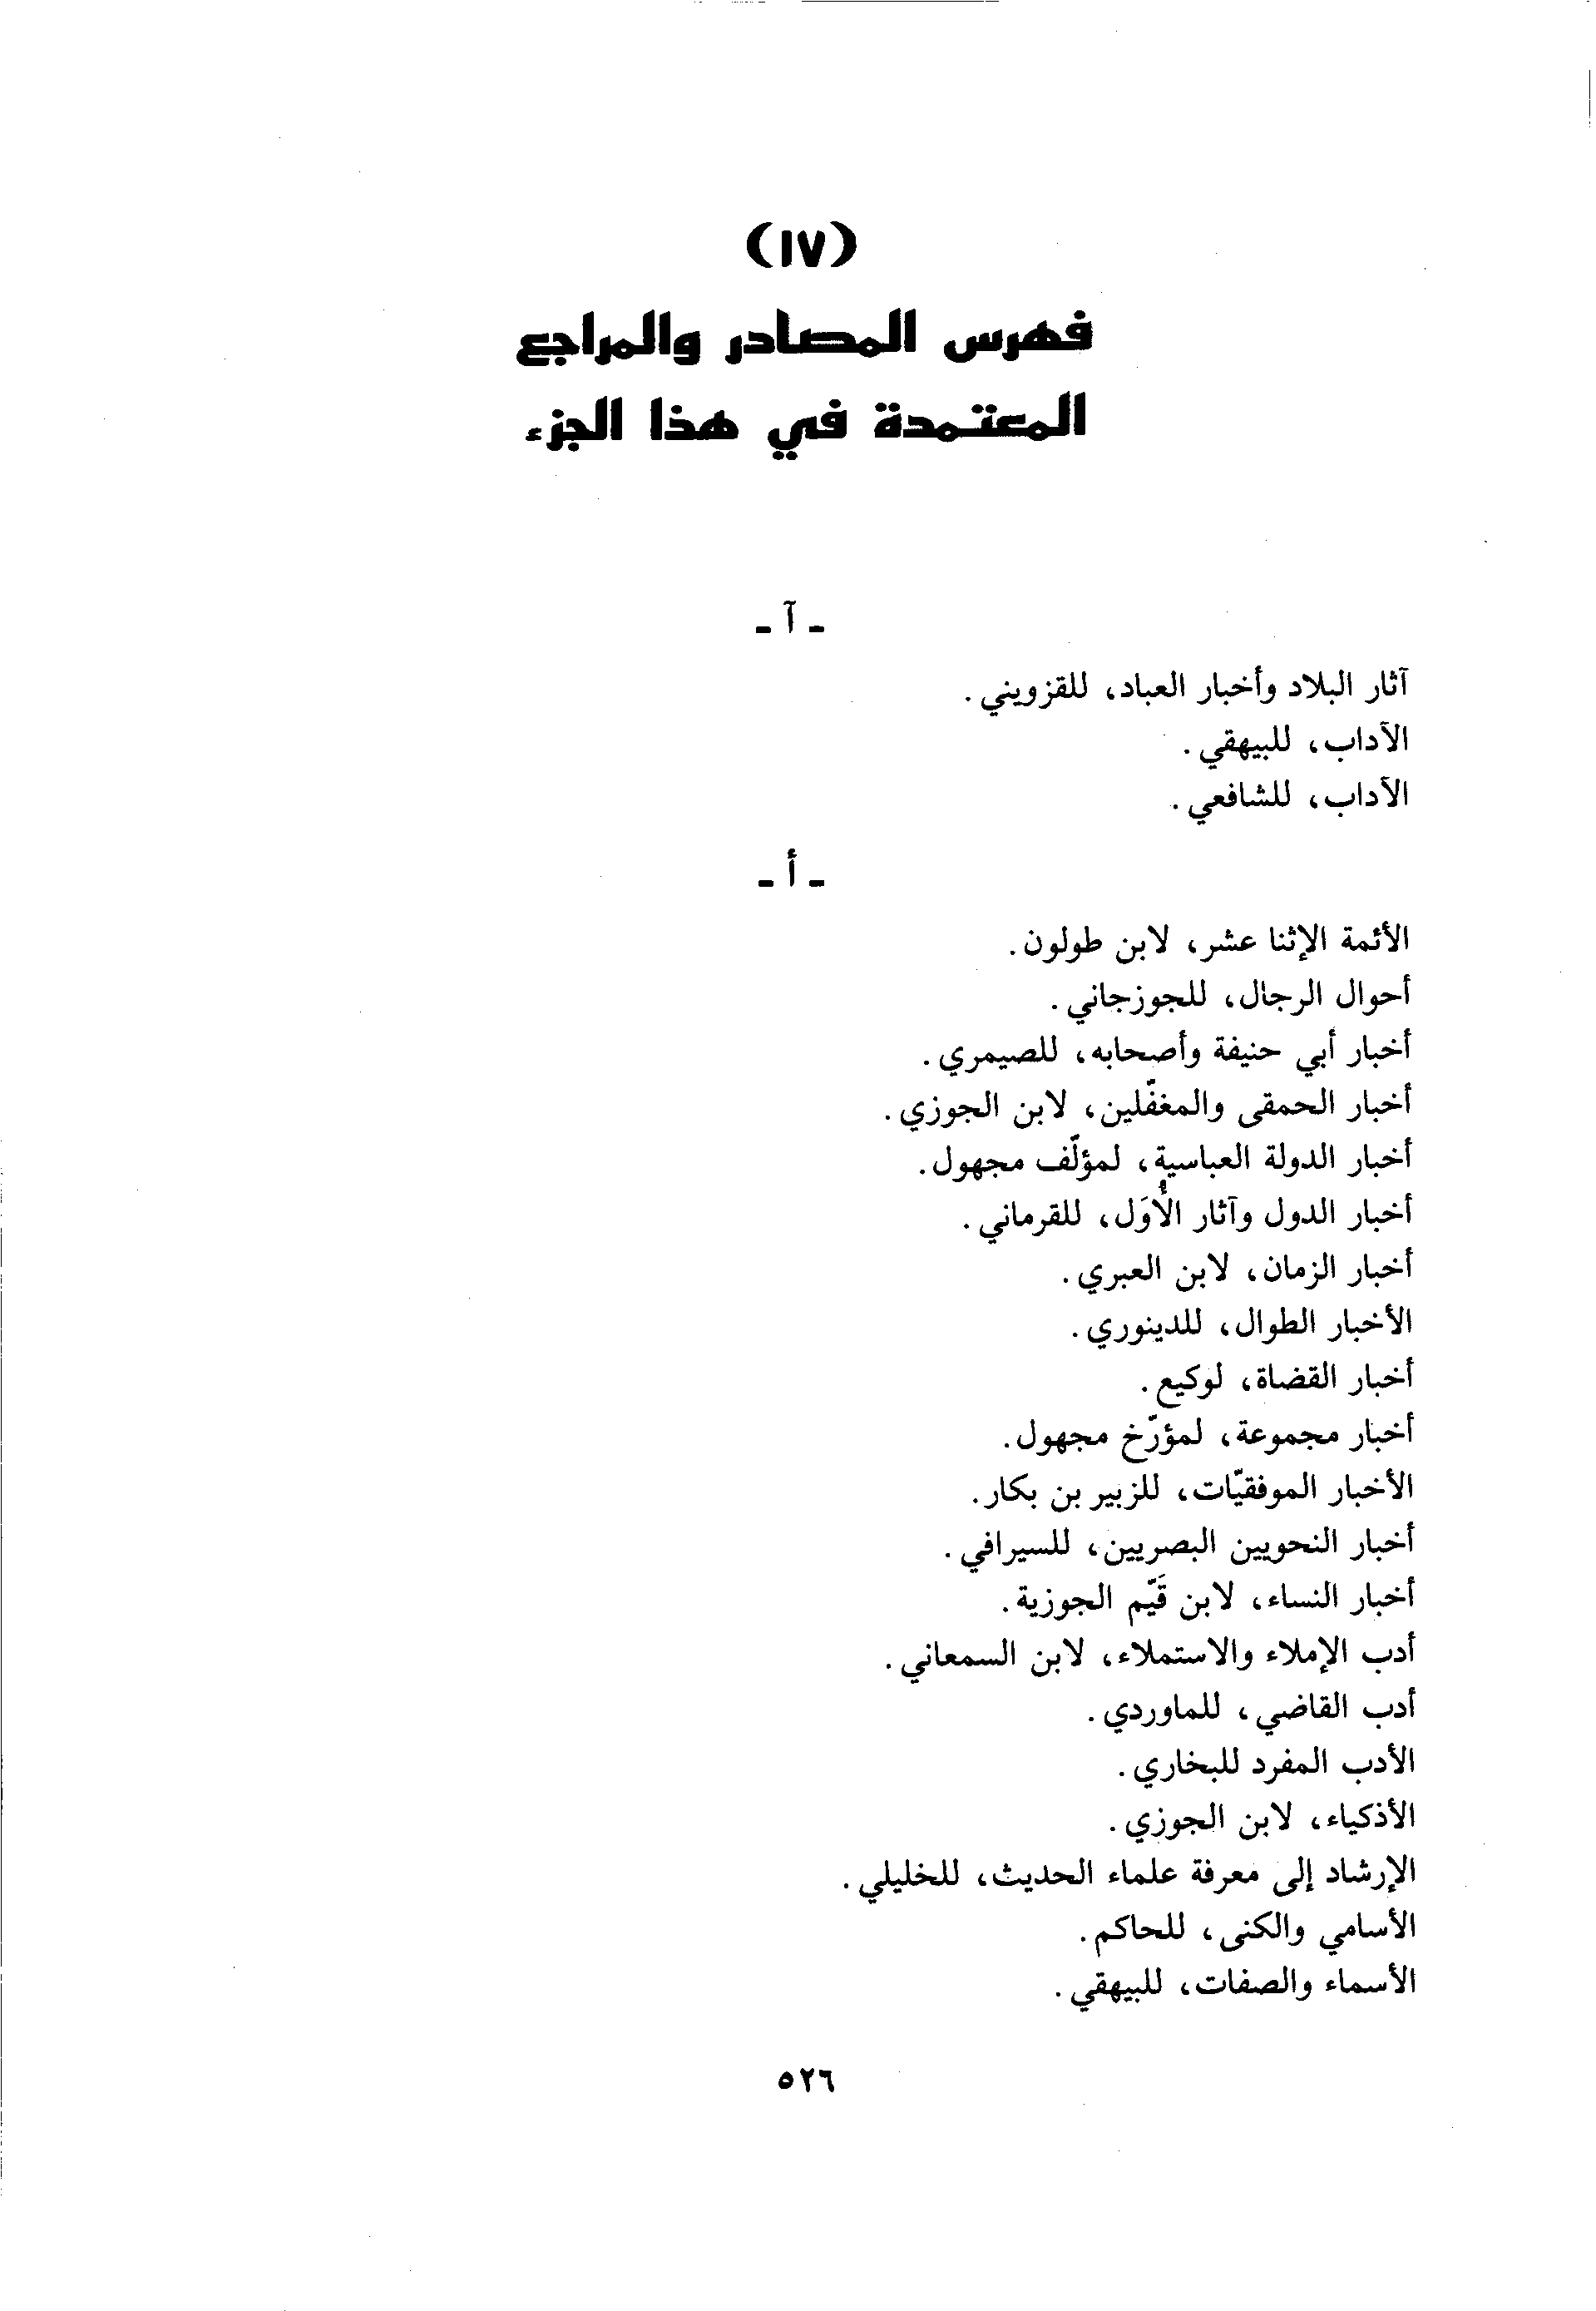 (١٧)
فهرس المصادر والمراجع
المعتمدة في هذا الجزء
- آ -
آثار البلاد وأخبار العباد، للقزويني.
الآداب، للبيهقي.
الآداب، للشافعي.
- أ -
الأئمة الإثنا عشر، لابن طولون.
أحوال الرجال، للجوزجاني.
أخبار أبي حنيفة وأصحابه، للصيمري.
أخبار الحمقى والمغفّلين، لابن الجوزي.
أخبار الدولة العباسية، لمؤلّف مجهول.
أخبار الدول وآثار الأُوَل، للقرماني.
أخبار الزمان، لابن العبري.
الأخبار الطوال، للدينوري.
أخبار القضاة، لوكيع.
أخبار مجموعة، لمؤرّخ مجهول.
الأخبار الموفقيّات، للزبير بن بكار.
أخبار النحويين البصريين، للسيرافي.
أخبار النساء، لابن قَيّم الجوزية.
أدب الإملاء والاستملاء، لابن السمعاني.
أدب القاضي، للماوردي.
الأدب المفرد للبخاري.
الأذكياء، لابن الجوزي.
الإرشاد إلى معرفة علماء الحديث، للخليلي.
الأسامي والكنى، للحاكم.
الأسماء والصفات، للبيهقي.
٥٢٦